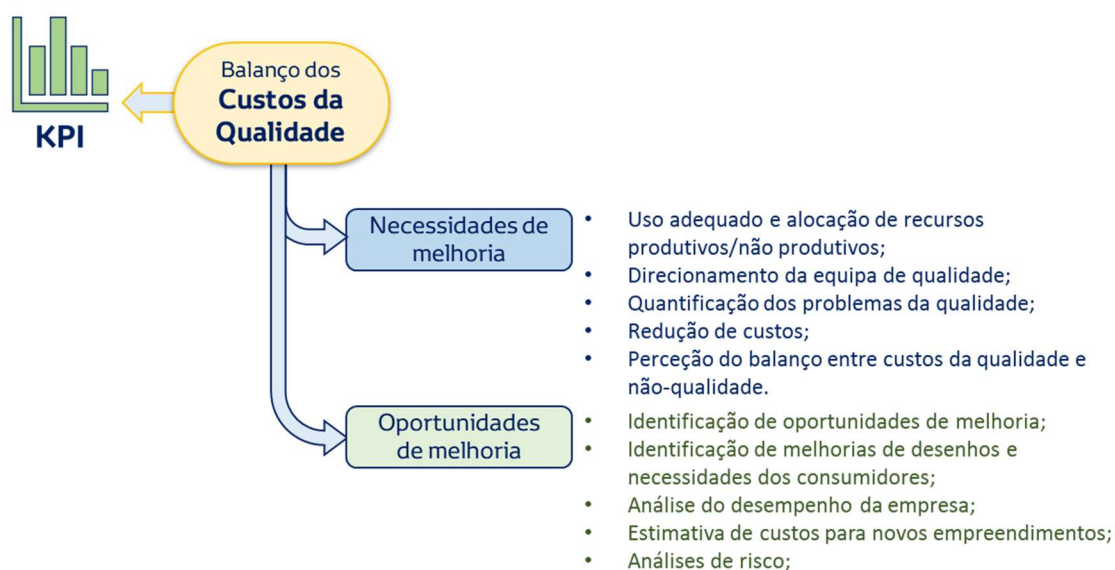 KPI
Balanço dos
Custos da
Qualidade
Necessidades de
melhoria
• Uso adequado e alocação de recursos
produtivos/não produtivos;
• Direcionamento da equipa de qualidade;
• Quantificação dos problemas da qualidade;
• Redução de custos;
• Perceção do balanço entre custos da qualidade e
não-qualidade.
Oportunidades
de melhoria
• Identificação de oportunidades de melhoria;
• Identificação de melhorias de desenhos e
necessidades dos consumidores;
• Análise do desempenho da empresa;
• Estimativa de custos para novos empreendimentos;
• Análises de risco;